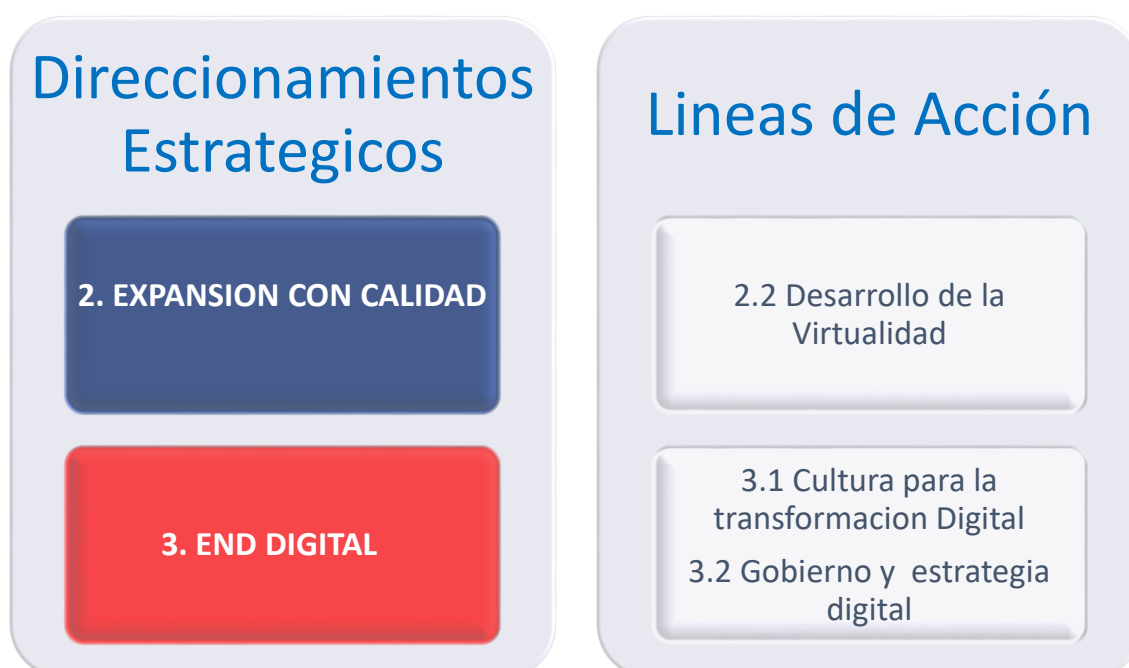 Direccionamientos
Estrategicos
2. EXPANSION CON CALIDAD
3. END DIGITAL
Lineas de Acción
2.2 Desarrollo de la
Virtualidad
3.1 Cultura para la
transformacion Digital
3.2 Gobierno y estrategia
digital